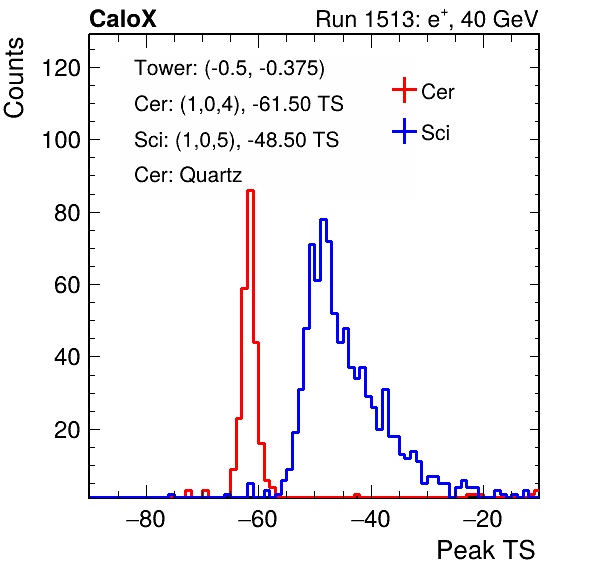 CaloX Run 1513: e⁺, 40 GeV
Counts
120
100
80
60
40
20
Tower: (-0.5, -0.375)
Cer: (1,0,4), -61.50 TS
Sci: (1,0,5), -48.50 TS
Cer: Quartz
Cer
Sci
−80 −60 −40 −20
Peak TS